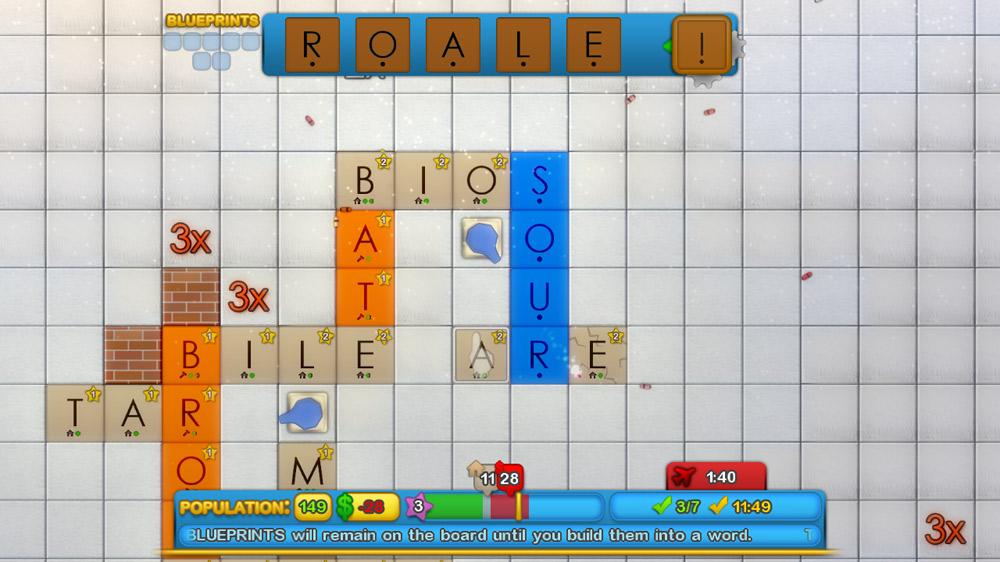 BLUEPRINTS
R O A L E I
B I O S
3x
A O
T U
3x
B I L E A R E
T A R
O M
11 28
1:40
POPULATION: 149 $ -28 3 3/7 11:49
BLUEPRINTS will remain on the board until you build them into a word.
3x